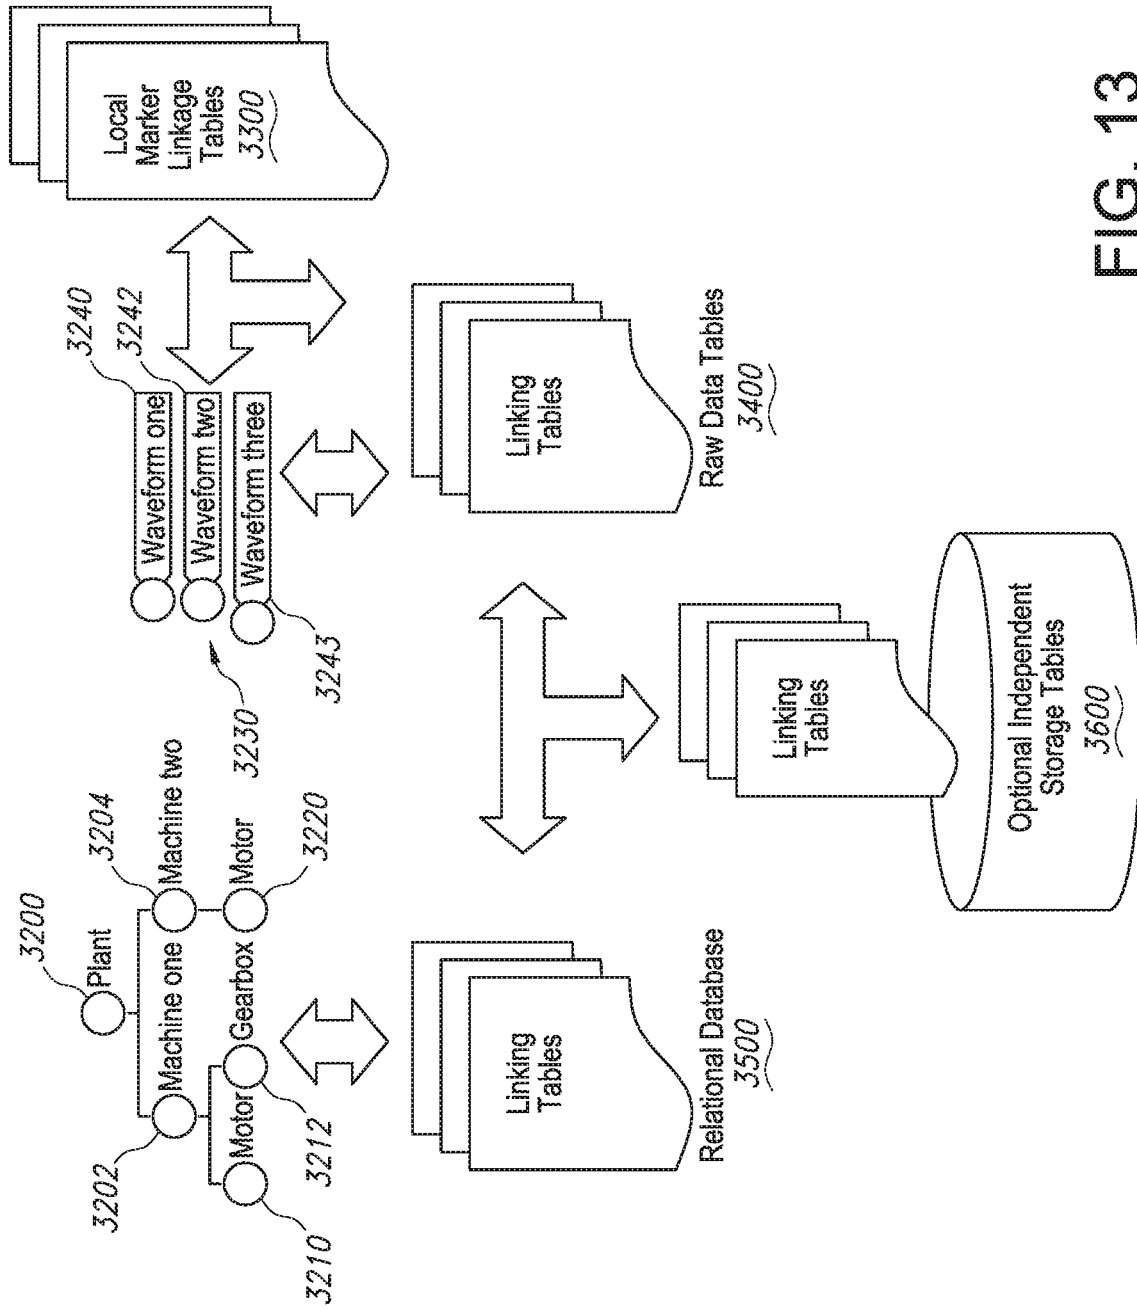 3200
Plant
3202
Machine one
3204
Machine two
3210
Motor
3212
Gearbox
Motor
3220
3230
3240
Waveform one
3242
Waveform two
Waveform three
3243
Local
Marker
Linkage
Tables
3300
Linking
Tables
Relational Database
3500
Linking
Tables
Raw Data Tables
3400
Linking
Tables
Optional Independent
Storage Tables
3600
FIG. 13